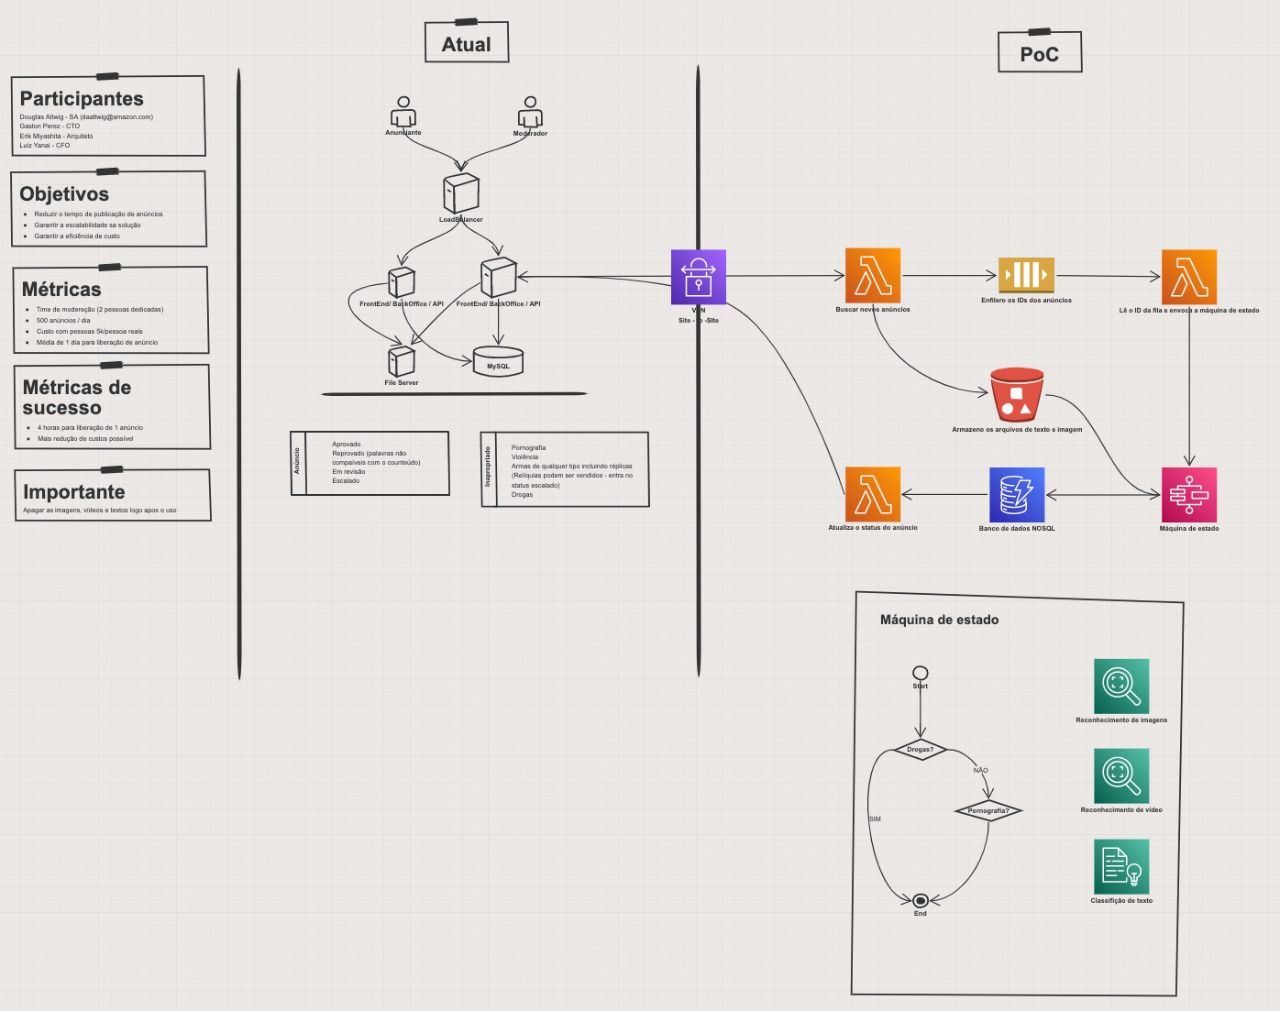 Atual
PoC
Participantes
Douglas Altwig - SA (daaltwig@amazon.com)
Gaston Perez - CTO
Erik Miyashita - Arquiteto
Luiz Yanai - CFO
Objetivos
Reduzir o tempo de publicação de anúncios
Garantir a escalabilidade sa solução
Garantir a eficiência de custo
Métricas
Time de modereção (2 pessoas dedicadas)
500 anúncios / dia
Custo com pessoas 5k/pessoa reais
Média de 1 dia para liberação de anúncio
Métricas de
sucesso
4 horas para liberação de 1 anúncio
Mais redução de custos possível
Importante
Apagar as imagens, vídeos e textos logo apos o uso
Anunciante
Moderador
LoadBalancer
FrontEnd/ BackOffice / API
FrontEnd/ BackOffice / API
File Server
MySQL
Anúncio
Aprovado
Reprovado (palavras não
compaíveis com o counteúdo)
Em revisão
Escalado
Inapropriado
Pornografia
Violência
Armas de qualquer tipo incluindo réplicas
(Relíquias podem ser vendidos - entra no
status escalado)
Drogas
VPN
Site - to -Site
Buscar novos anúncios
Enfilero os IDs dos anúncios
Lê o ID da fila e envoca a máquina de estado
Armazeno os arquivos de texto e imagem
Atualiza o status do anúncio
Banco de dados NOSQL
Máquina de estado
Máquina de estado
Start
Drogas?
NÃO
Pornografia?
SIM
End
Reconhecimento de imagens
Reconhecimento de vídeo
Classifição de texto